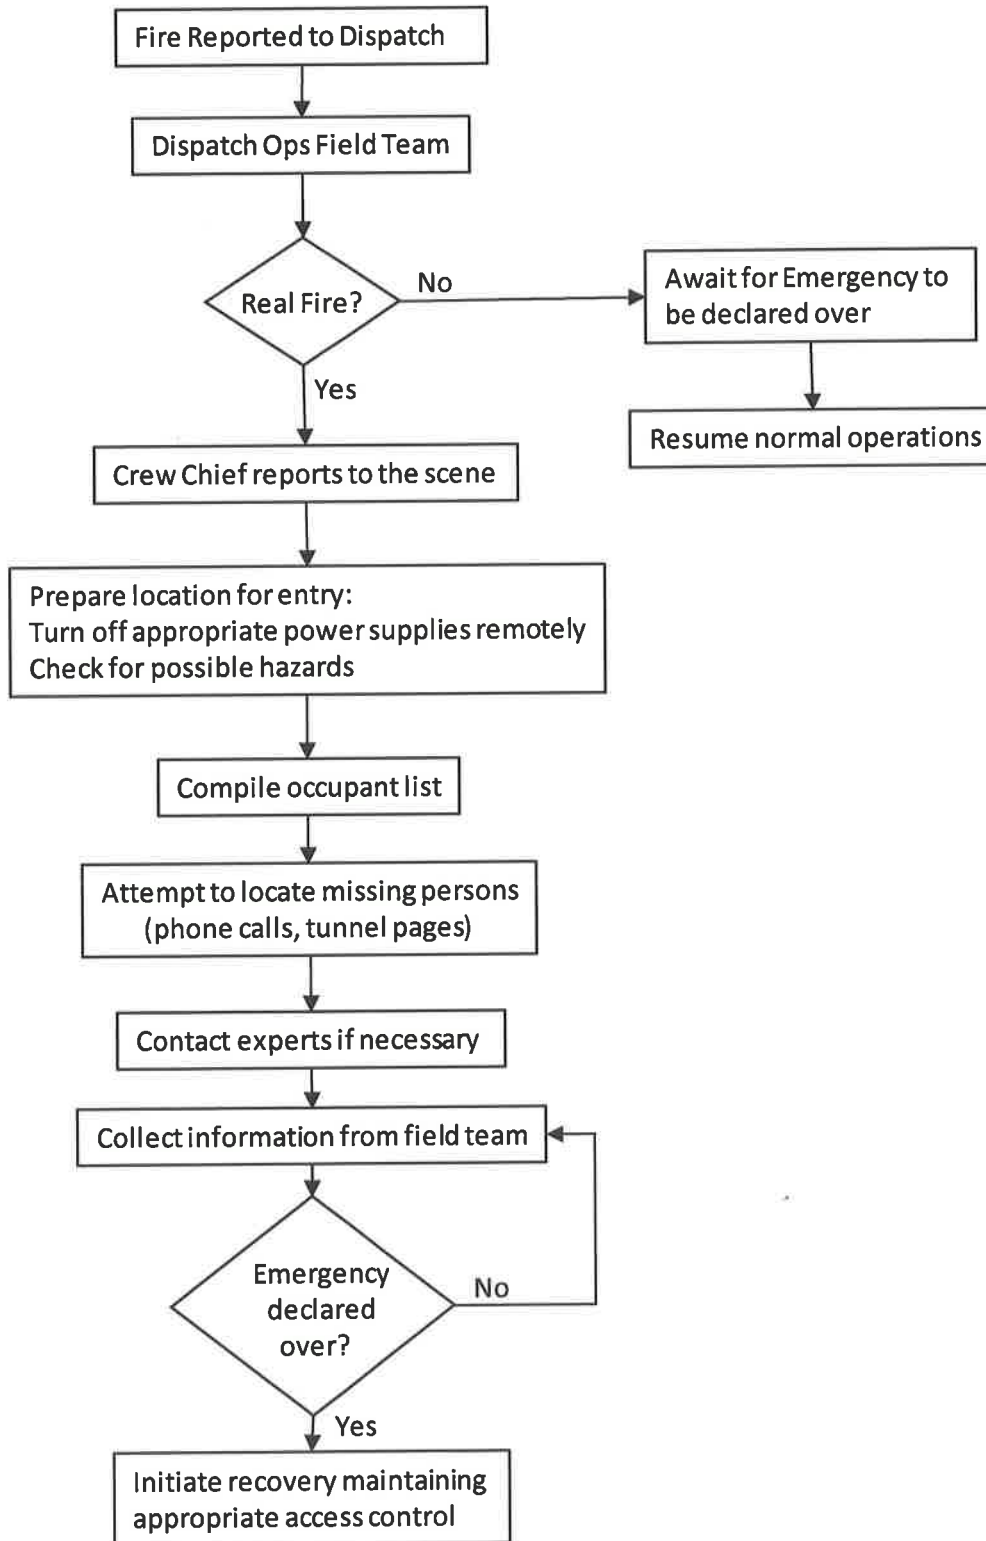 Fire Reported to Dispatch
Dispatch Ops Field Team
Real Fire?
No
Await for Emergency to
be declared over
Yes
Resume normal operations
Crew Chief reports to the scene
Prepare location for entry:
Turn off appropriate power supplies remotely
Check for possible hazards
Compile occupant list
Attempt to locate missing persons
(phone calls, tunnel pages)
Contact experts if necessary
Collect information from field team
Emergency
declared
over?
No
Yes
Initiate recovery maintaining
appropriate access control